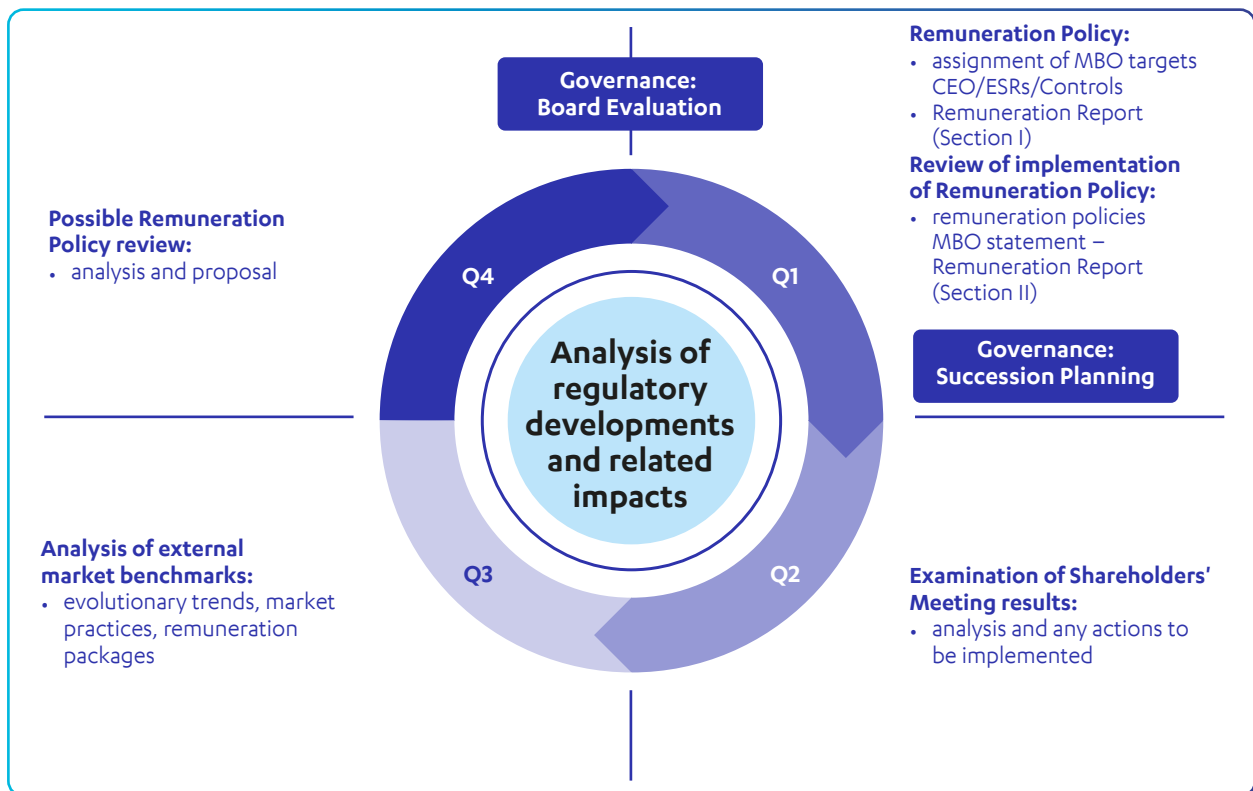 Governance:
Board Evaluation
Remuneration Policy:
• assignment of MBO targets
CEO/ESRs/Controls
• Remuneration Report
(Section I)
Review of implementation
of Remuneration Policy:
• remuneration policies
MBO statement –
Remuneration Report
(Section II)
Governance:
Succession Planning
Possible Remuneration
Policy review:
• analysis and proposal
Q4
Q1
Analysis of
regulatory
developments
and related
impacts
Q3
Q2
Analysis of external
market benchmarks:
• evolutionary trends, market
practices, remuneration
packages
Examination of Shareholders'
Meeting results:
• analysis and any actions to
be implemented